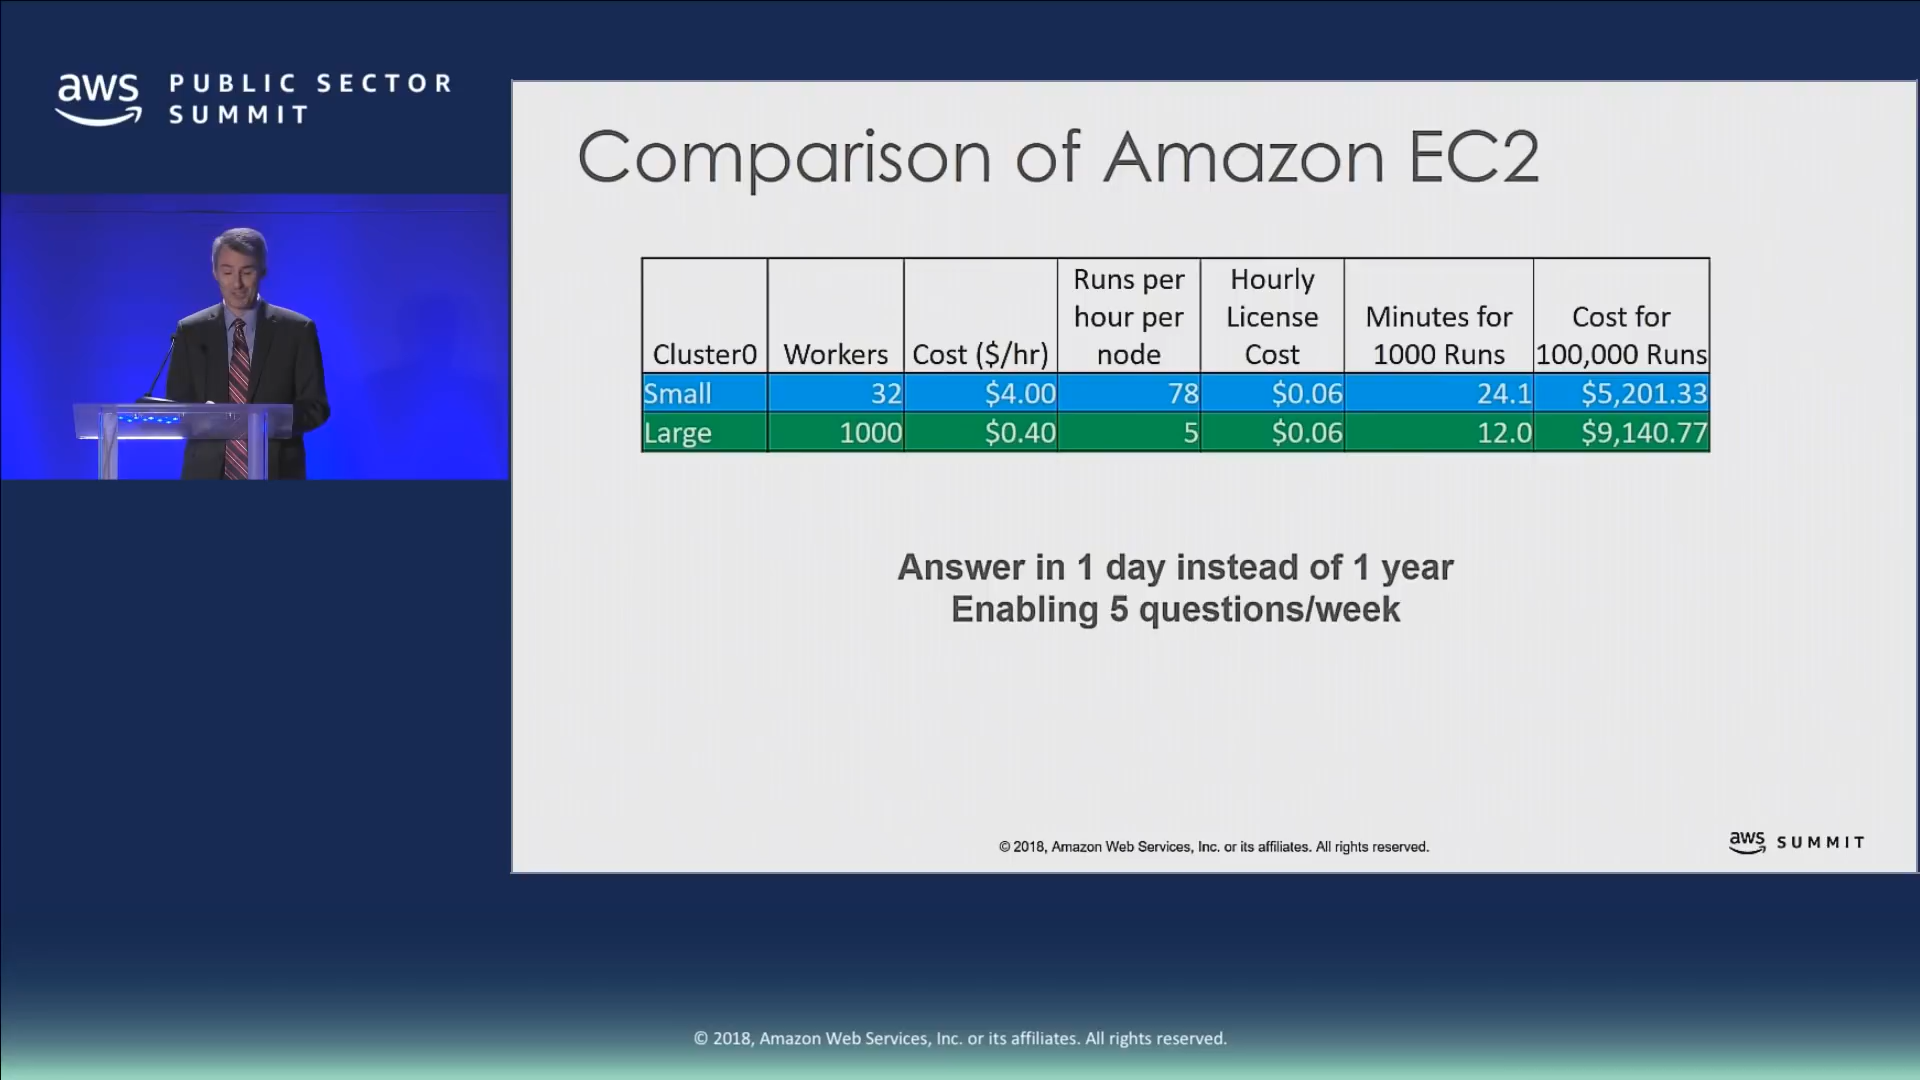 aws PUBLIC SECTOR
SUMMIT
Comparison of Amazon EC2
Cluster0 Workers Cost ($/hr) Runs per hour per node Hourly License Cost Minutes for 1000 Runs Cost for 100,000 Runs
Small 32 $4.00 78 $0.06 24.1 $5,201.33
Large 1000 $0.40 5 $0.06 12.0 $9,140.77
Answer in 1 day instead of 1 year
Enabling 5 questions/week
© 2018, Amazon Web Services, Inc. or its affiliates. All rights reserved.
aws SUMMIT
© 2018, Amazon Web Services, Inc. or its affiliates. All rights reserved.